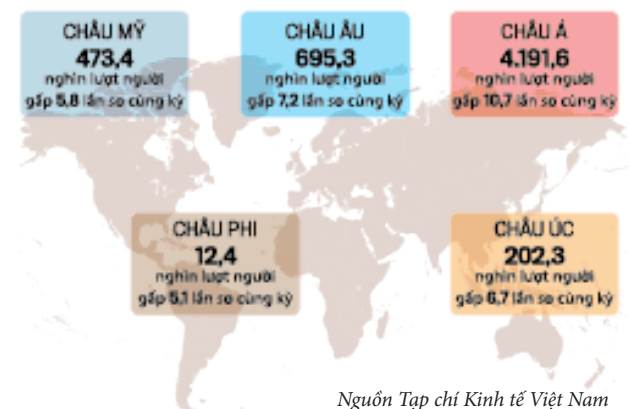 CHÂU MỸ
473,4
nghìn lượt người
gấp 5,8 lần so cùng kỳ
CHÂU ÂU
695,3
nghìn lượt người
gấp 7,2 lần so cùng kỳ
CHÂU Á
4.191,6
nghìn lượt người
gấp 10,7 lần so cùng kỳ
CHÂU PHI
12,4
nghìn lượt người
gấp 5,1 lần so cùng kỳ
CHÂU ÚC
202,3
nghìn lượt người
gấp 6,7 lần so cùng kỳ
Nguồn Tạp chí Kinh tế Việt Nam